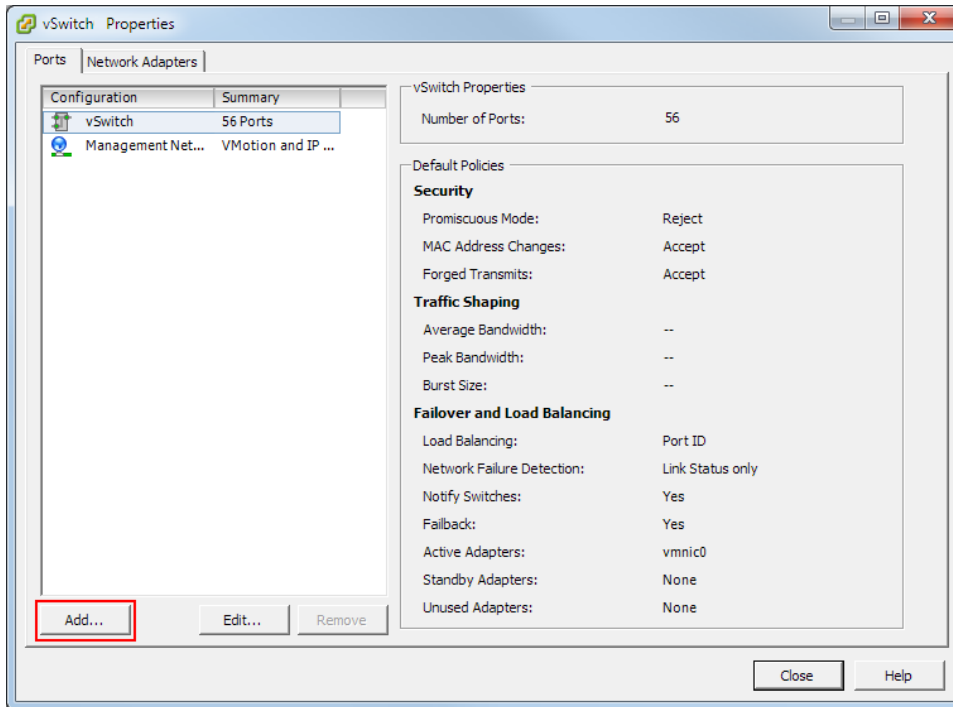 vSwitch Properties
Ports Network Adapters
Configuration Summary
vSwitch 56 Ports
Management Net... VMotion and IP ...
Add... Edit... Remove
vSwitch Properties
Number of Ports: 56
Default Policies
Security
Promiscuous Mode: Reject
MAC Address Changes: Accept
Forged Transmits: Accept
Traffic Shaping
Average Bandwidth: --
Peak Bandwidth: --
Burst Size: --
Failover and Load Balancing
Load Balancing: Port ID
Network Failure Detection: Link Status only
Notify Switches: Yes
Failback: Yes
Active Adapters: vmnic0
Standby Adapters: None
Unused Adapters: None
Close Help